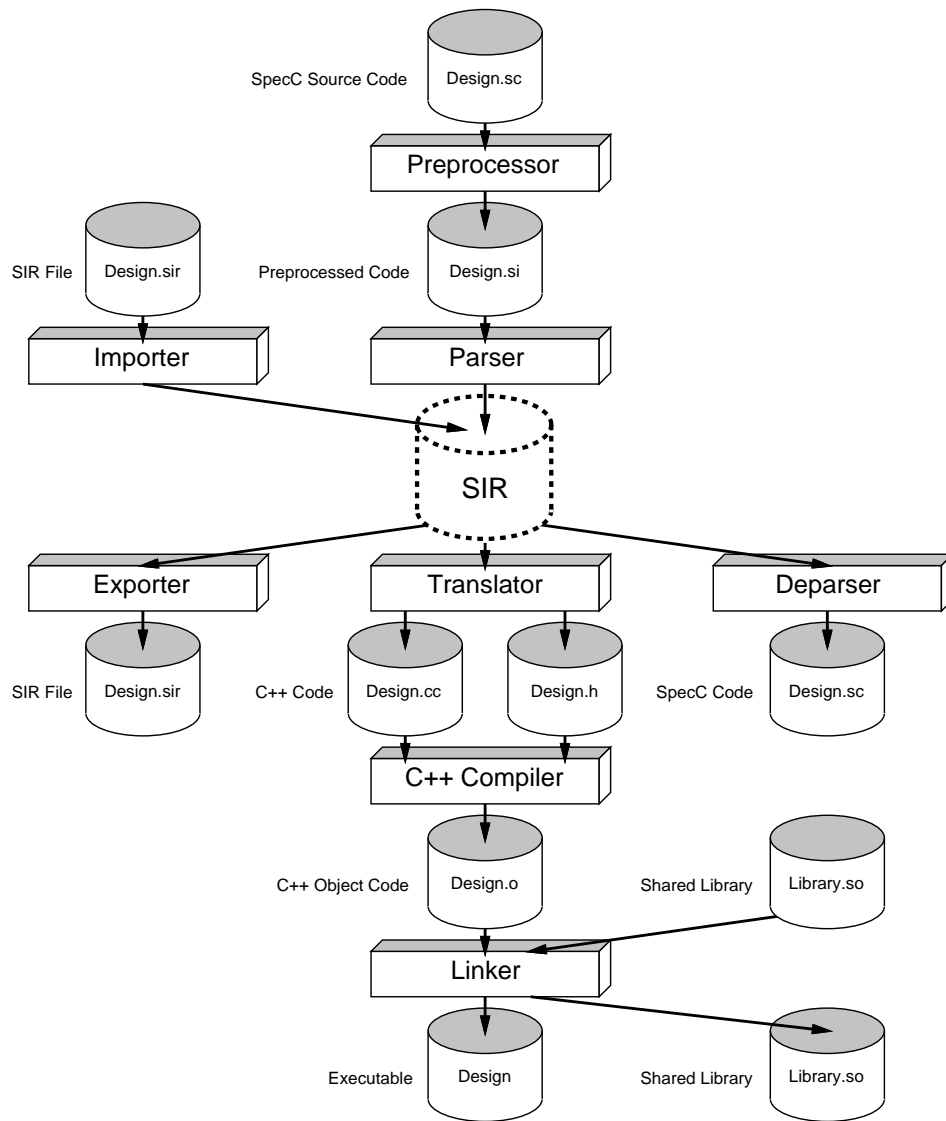 SpecC Source Code
Design.sc
Preprocessor
SIR File
Design.sir
Preprocessed Code
Design.si
Importer
Parser
SIR
Exporter
Translator
Deparser
SIR File
Design.sir
C++ Code
Design.cc
Design.h
SpecC Code
Design.sc
C++ Compiler
C++ Object Code
Design.o
Shared Library
Library.so
Linker
Executable
Design
Shared Library
Library.so